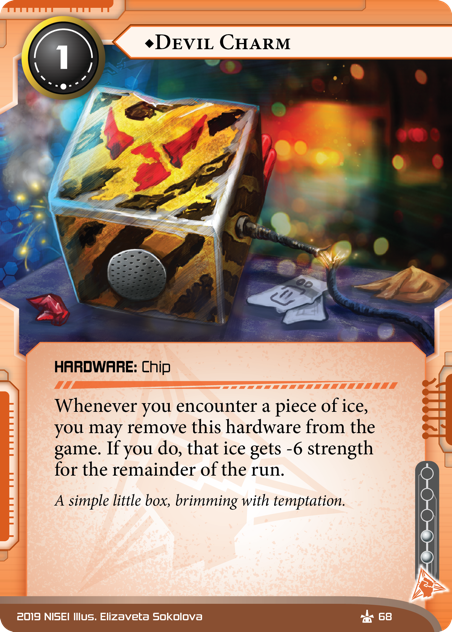 1
♦Devil Charm
HARDWARE: Chip
Whenever you encounter a piece of ice,
you may remove this hardware from the
game. If you do, that ice gets -6 strength
for the remainder of the run.
A simple little box, brimming with temptation.
2019 NISEI Illus. Elizaveta Sokolova
68